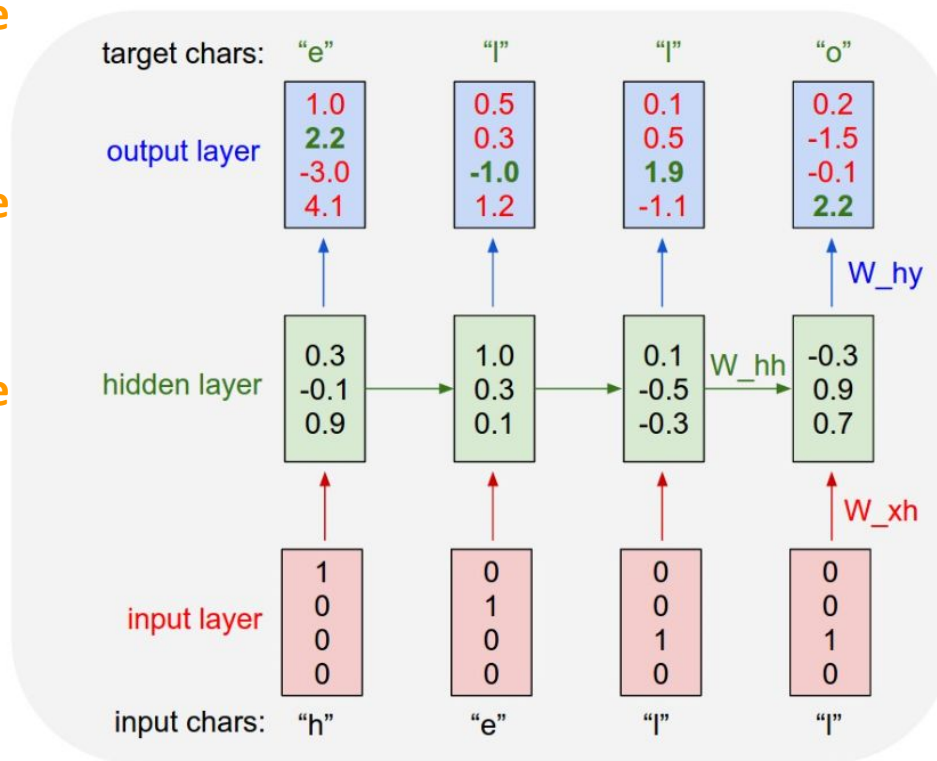 e
target chars: “e” “l” “l” “o”
1.0 0.5 0.1 0.2
2.2 0.3 0.5 -1.5
output layer
-3.0 -1.0 1.9 -0.1
e
4.1 1.2 -1.1 2.2
W_hy
0.3 1.0 0.1 -0.3
W_hh
hidden layer -0.1 0.3 -0.5 0.9
e
0.9 0.1 -0.3 0.7
W_xh
1 0 0 0
0 1 0 0
input layer
0 0 1 1
0 0 0 0
input chars: “h” “e” “l” “l”